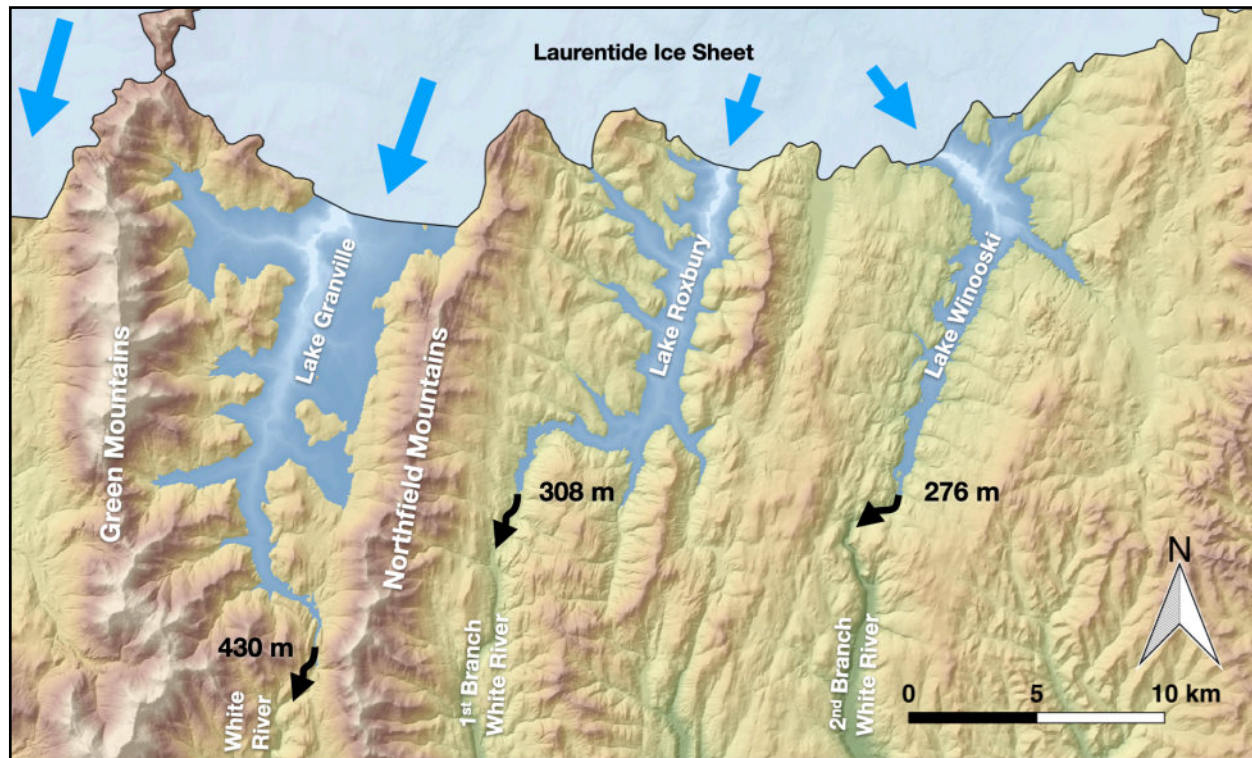 Laurentide Ice Sheet
Green Mountains
Lake Granville
Northfield Mountains
Lake Roxbury
Lake Winooski
308 m
276 m
430 m
White
River
1st Branch
White River
2nd Branch
White River
N
0 5 10 km